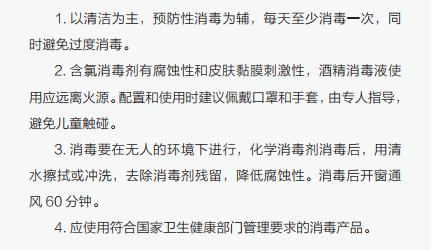 1. 以清洁为主，预防性消毒为辅，每天至少消毒一次，同
时避免过度消毒。
2. 含氯消毒剂有腐蚀性和皮肤黏膜刺激性，酒精消毒液使
用应远离火源。配置和使用时建议佩戴口罩和手套，由专人指导，
避免儿童触碰。
3. 消毒要在无人的环境下进行，化学消毒剂消毒后，用清
水擦拭或冲洗，去除消毒剂残留，降低腐蚀性。消毒后开窗通
风 60 分钟。
4. 应使用符合国家卫生健康部门管理要求的消毒产品。